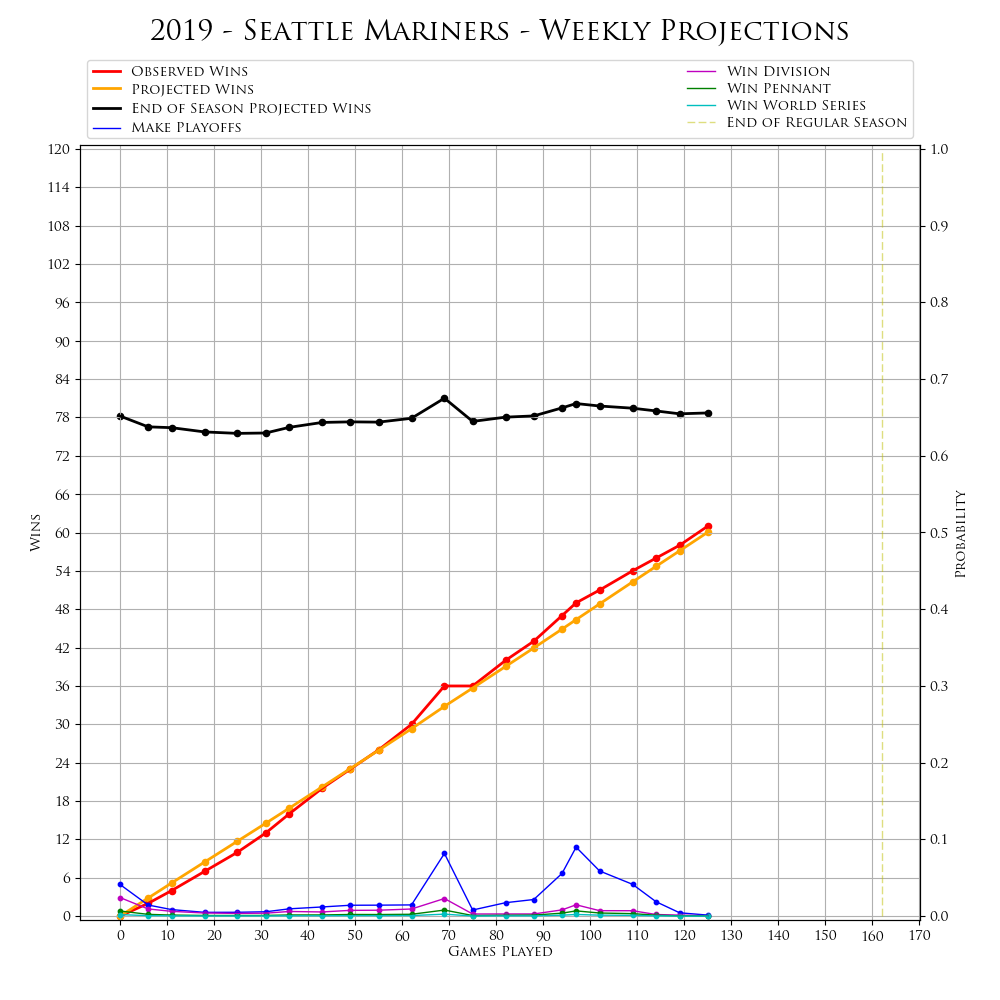 2019 - Seattle Mariners - Weekly Projections
Observed Wins
Projected Wins
End of Season Projected Wins
Make Playoffs
Win Division
Win Pennant
Win World Series
End of Regular Season
120
114
108
102
96
90
84
78
72
66
60
54
48
42
36
30
24
18
12
6
0
Wins
1.0
0.9
0.8
0.7
0.6
0.5
0.4
0.3
0.2
0.1
0.0
Probability
0 10 20 30 40 50 60 70 80 90 100 110 120 130 140 150 160 170
Games Played